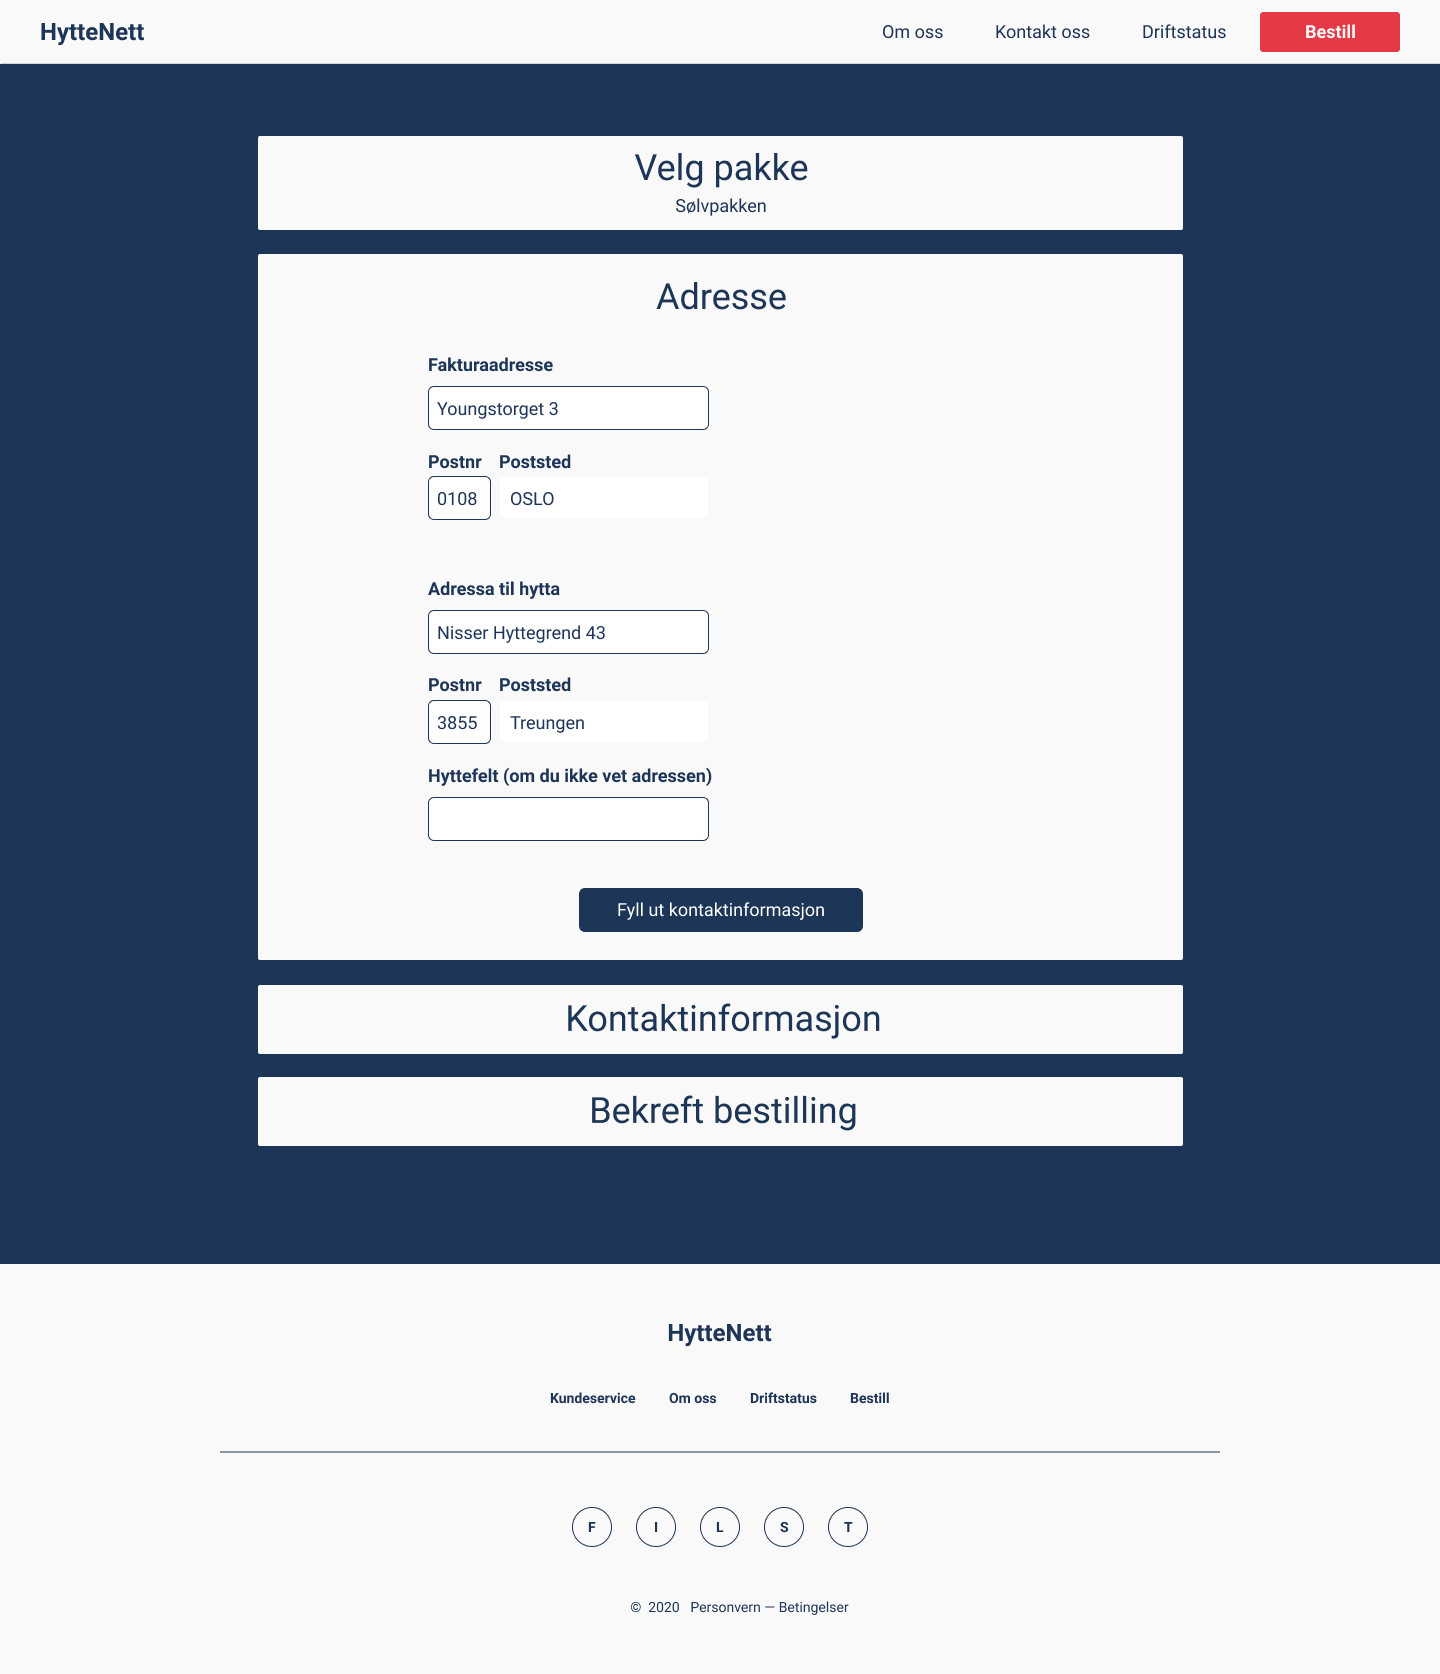 HytteNett Om oss Kontakt oss Driftstatus Bestill
Velg pakke
Sølvpakken
Adresse
Fakturaadresse
Youngstorget 3
Postnr Poststed
0108 OSLO
Adressa til hytta
Nisser Hyttegrend 43
Postnr Poststed
3855 Treungen
Hyttefelt (om du ikke vet adressen)
Fyll ut kontaktinformasjon
Kontaktinformasjon
Bekreft bestilling
HytteNett
Kundeservice Om oss Driftstatus Bestill
F I L S T
© 2020 Personvern — Betingelser